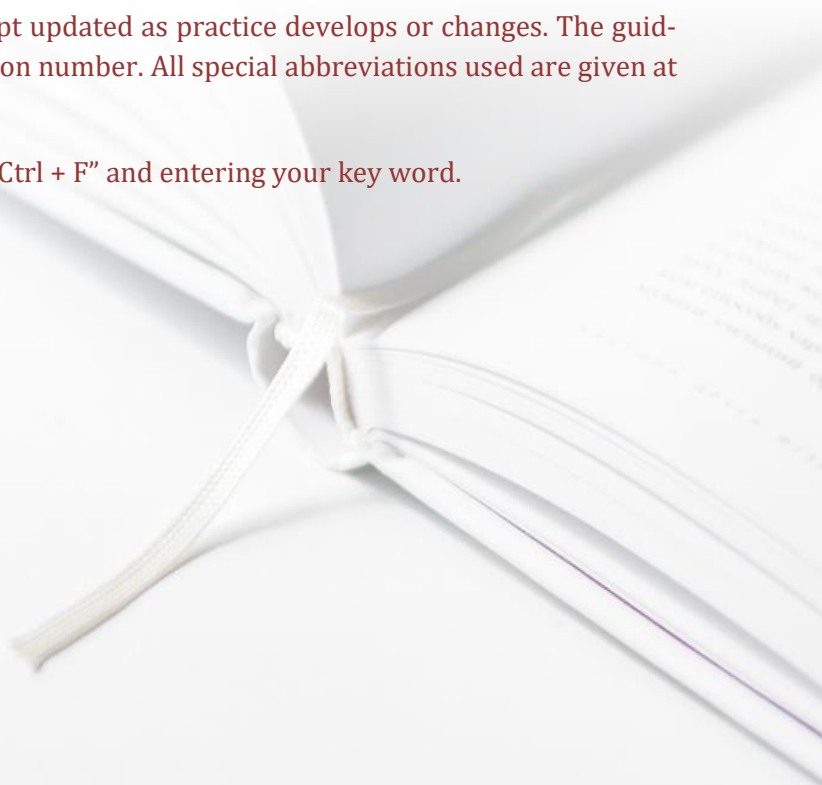 pt updated as practice develops or changes. The guid-
on number. All special abbreviations used are given at
Ctrl + F” and entering your key word.